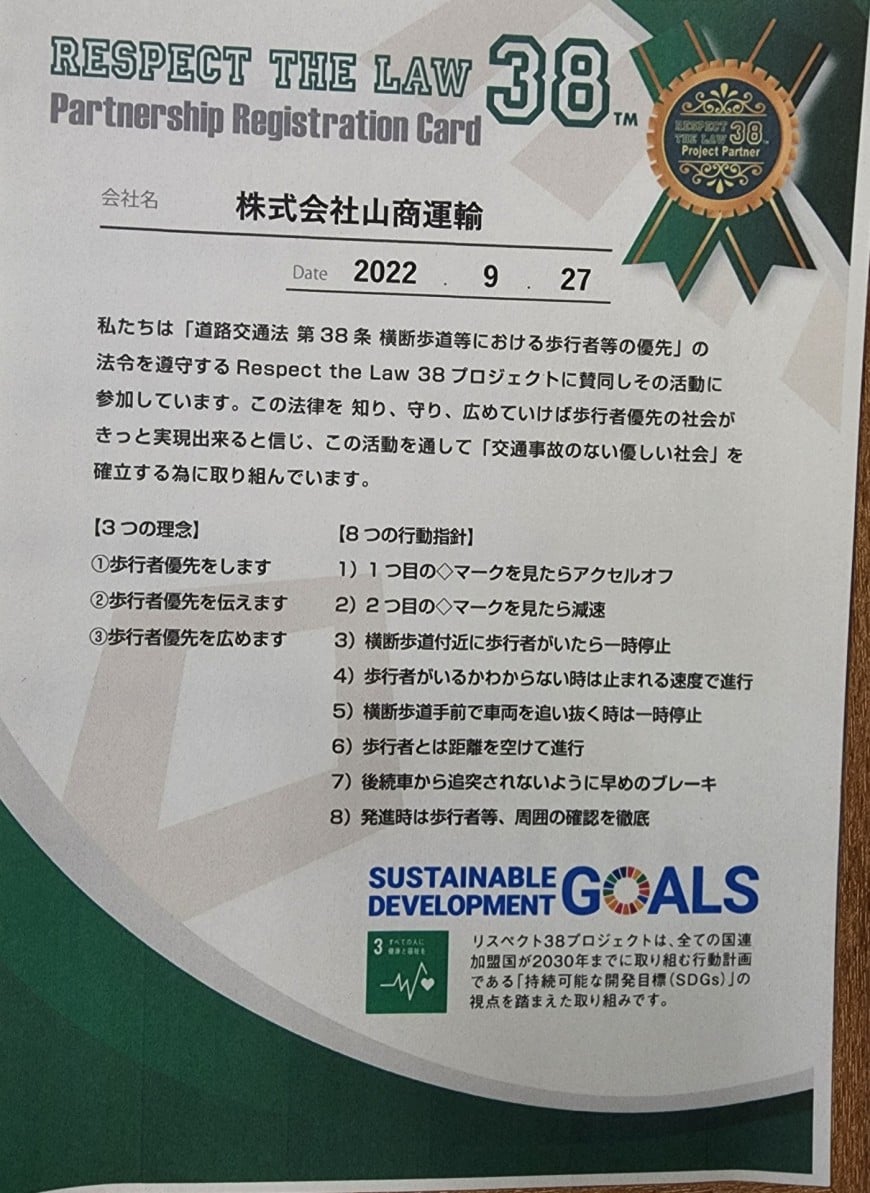 RESPECT THE LAW 38 TM
Partnership Registration Card
RESPECT
THE LAW 38
Project Partner
会社名 株式会社山商運輸
Date 2022 . 9 . 27
私たちは「道路交通法 第38条 横断歩道等における歩行者等の優先」の
法令を遵守するRespect the Law 38プロジェクトに賛同しその活動に
参加しています。この法律を 知り、守り、広めていけば歩行者優先の社会が
きっと実現出来ると信じ、この活動を通して「交通事故のない優しい社会」を
確立する為に取り組んでいます。
【3つの理念】
①歩行者優先をします
②歩行者優先を伝えます
③歩行者優先を広めます
【8つの行動指針】
1）1つ目の◇マークを見たらアクセルオフ
2）2つ目の◇マークを見たら減速
3）横断歩道付近に歩行者がいたら一時停止
4）歩行者がいるかわからない時は止まれる速度で進行
5）横断歩道手前で車両を追い抜く時は一時停止
6）歩行者とは距離を空けて進行
7）後続車から追突されないように早めのブレーキ
8）発進時は歩行者等、周囲の確認を徹底
SUSTAINABLE
DEVELOPMENT GOALS
3 すべての人に
健康と福祉を
リスペクト38プロジェクトは、全ての国連
加盟国が2030年までに取り組む行動計画
である「持続可能な開発目標（SDGs）」の
視点を踏まえた取り組みです。